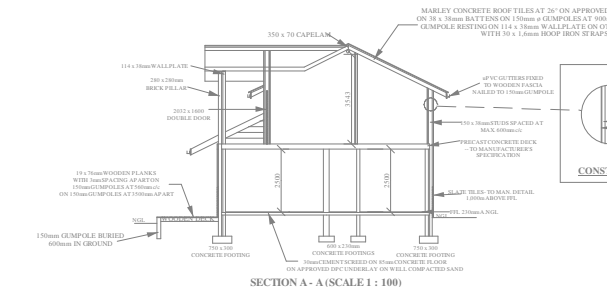 MARLEY CONCRETE ROOF TILES AT 26° ON APPROVED
ON 38 x 38mm BATTENS ON 150mm ø GUMPOLES AT 900
GUMPOLE RESTING ON 114 x 38mm WALLPLATE ON
WITH 30 x 1,6mm HOOP IRON STRAPS
350 x 70 CAPELAM
114 x 38mm WALLPLATE
280 x 280mm
BRICK PILLAR
2032 x 1600
DOUBLE DOOR
3543
uPVC GUTTERS FIXED
TO WOODEN FASCIA
NAILED TO 150mm GUMPOLE
38mm STUDS SPACED AT
MAX. 600mm c/c
PRECAST CONCRETE DECK
- TO MANUFACTURER'S
SPECIFICATION
CONST
19 x 76mm WOODEN PLANKS
WITH 3mm SPACING APART ON
150mm GUMPOLES AT 500mm c/c
ON 150mm GUMPOLES AT 3500mm APART
2500
2500
SLATE TILES- TO MAN. DETAIL
1,000m ABOVE FFL
NGL
WOODEN DECK
FFL 230mm A.NGL
NGL
150mm GUMPOLE BURIED
600mm IN GROUND
750 x 300
CONCRETE FOOTING
600 x 230mm
CONCRETE FOOTINGS
750 x 300
CONCRETE FOOTING
30mm CEMENT SCREED ON 85mm CONCRETE FLOOR
ON APPROVED DPC UNDERLAY ON WELL COMPACTED SAND
SECTION A - A (SCALE 1 : 100)